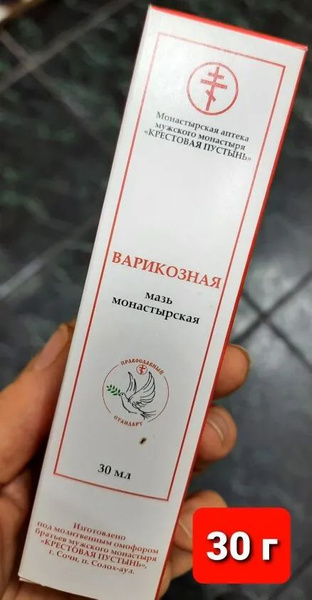 Монастырская аптека
мужского монастыря
«КРЕСТОВАЯ ПУСТЫНЬ»
ВАРИКОЗНАЯ
мазь
монастырская
ПРАВОСЛАВНЫЙ
СТАНДАРТ
30 мл
Изготовлено
под молитвенным омофором
братьев мужского монастыря
«КРЕСТОВАЯ ПУСТЫНЬ»,
г. Сочи, п. Солох-аул.
30 г